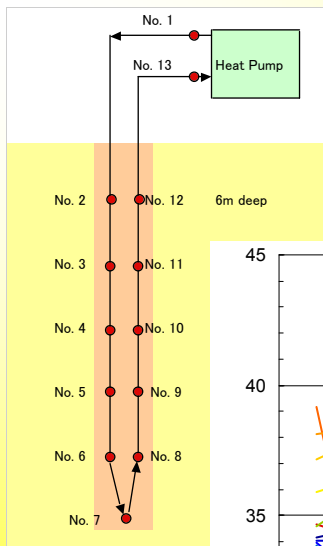 No. 1
No. 13
Heat Pump
No. 2
No. 12
6m deep
No. 3
No. 11
45
No. 4
No. 10
No. 5
No. 9
40
No. 6
No. 8
No. 7
35